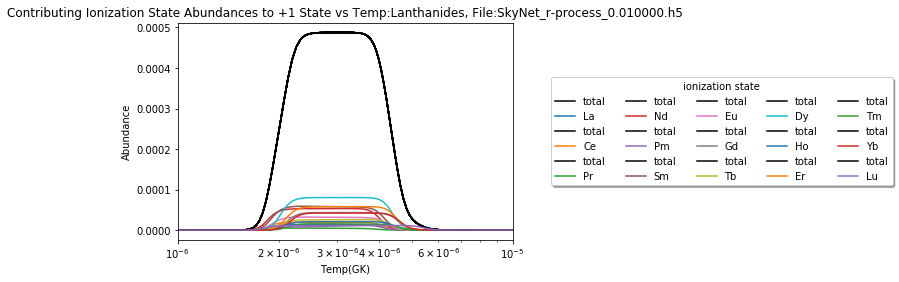 Contributing Ionization State Abundances to +1 State vs Temp:Lanthanides, File:SkyNet_r-process_0.010000.h5
0.0005
0.0004
0.0003
0.0002
0.0001
0.0000
Abundance
10⁻⁶
2 × 10⁻⁶
3 × 10⁻⁶
4 × 10⁻⁶
6 × 10⁻⁶
10⁻⁵
Temp(GK)
ionization state
total total total total total
La Nd Eu Dy Tm
total total total total total
Ce Pm Gd Ho Yb
total total total total total
Pr Sm Tb Er Lu